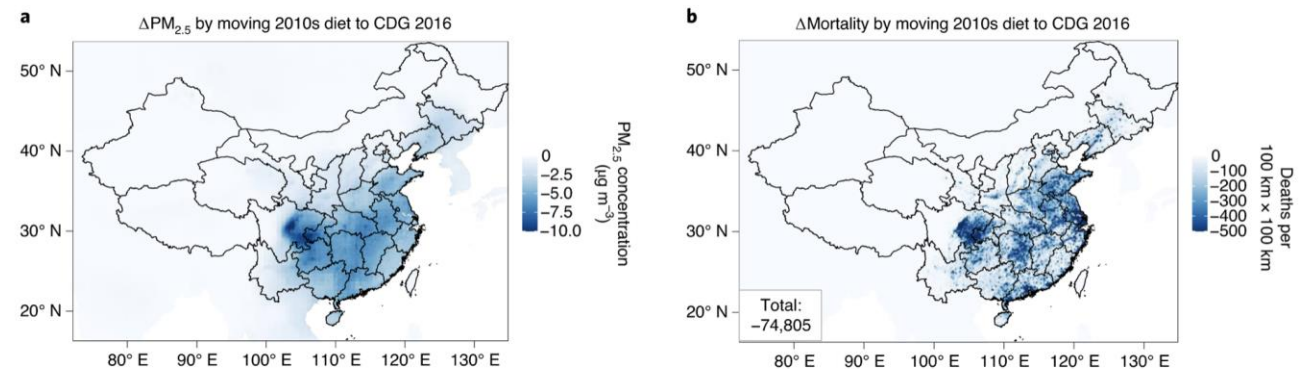 a
ΔPM2.5 by moving 2010s diet to CDG 2016
50° N
40° N
30° N
20° N
80° E 90° E 100° E 110° E 120° E 130° E
0
−2.5
−5.0
−7.5
−10.0
PM2.5 concentration
(µg m−3)
b
ΔMortality by moving 2010s diet to CDG 2016
50° N
40° N
30° N
20° N
Total:
−74,805
80° E 90° E 100° E 110° E 120° E 130° E
0
−100
−200
−300
−400
−500
Deaths per
100 km × 100 km